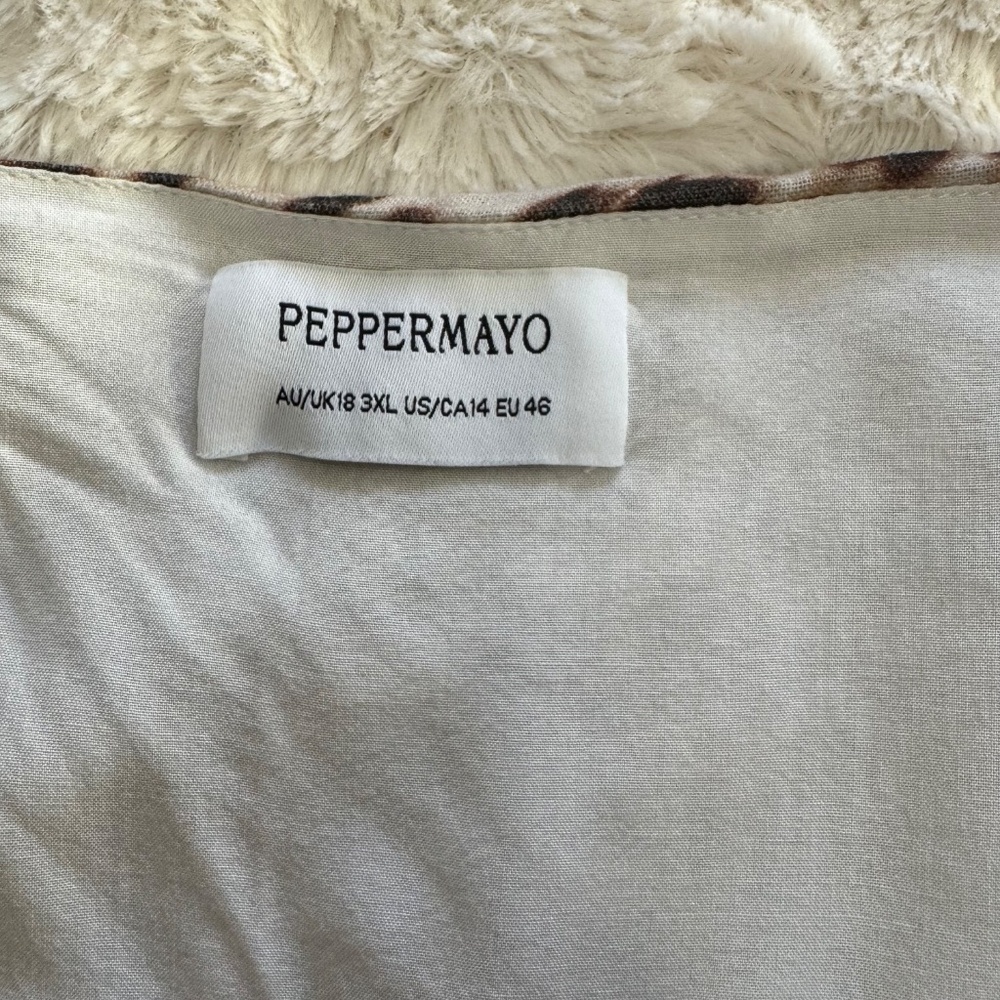 PEPPERMAYO
AU/UK18 3XL US/CA14 EU 46